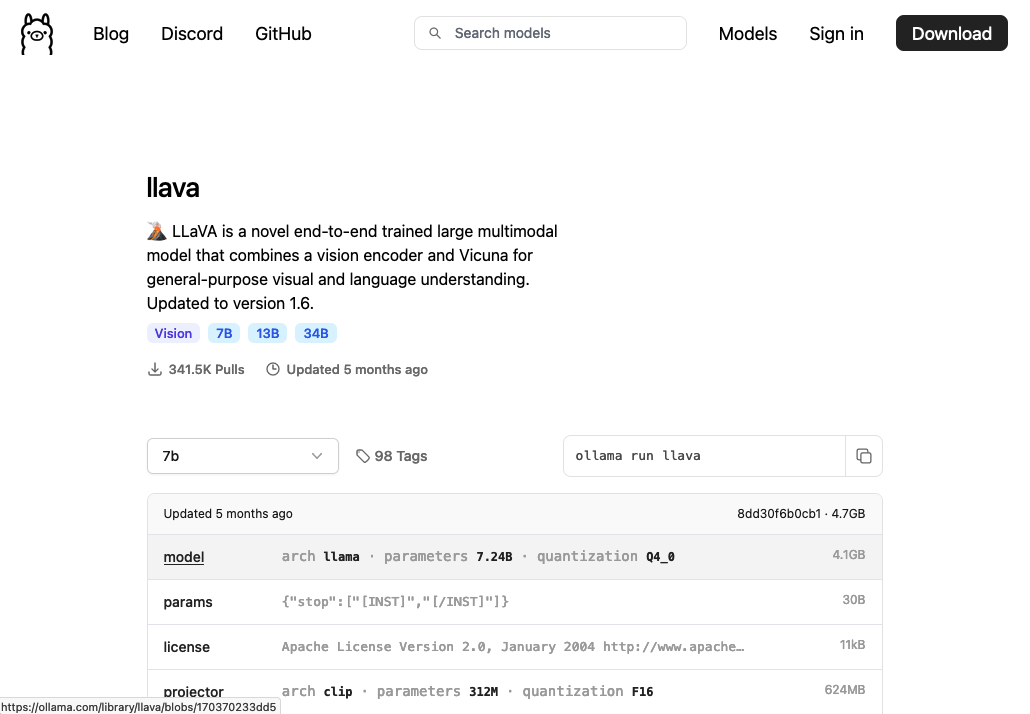 Blog Discord GitHub Search models Models Sign in Download
llava
🌋 LLaVA is a novel end-to-end trained large multimodal
model that combines a vision encoder and Vicuna for
general-purpose visual and language understanding.
Updated to version 1.6.
Vision 7B 13B 34B
341.5K Pulls Updated 5 months ago
7b 98 Tags ollama run llava
Updated 5 months ago 8dd30f6b0cb1 · 4.7GB
model arch llama · parameters 7.24B · quantization Q4_0 4.1GB
params {"stop":["[INST]","[/INST]"]} 30B
license Apache License Version 2.0, January 2004 http://www.apache… 11kB
projector arch clip · parameters 312M · quantization F16 624MB
https://ollama.com/library/llava/blobs/170370233dd5